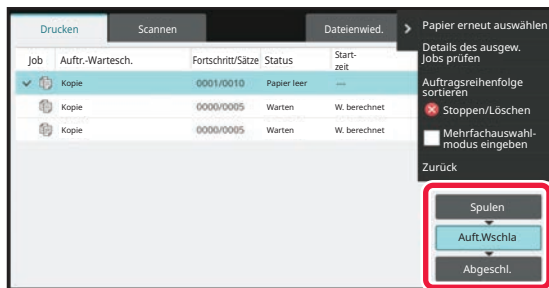 Drucken
Scannen
Dateienwied.
Job
Auftr.-Wartesch.
Fortschritt/Sätze
Status
Start-
zeit
Kopie
0001/0010
Papier leer
---
Kopie
0000/0005
Warten
W. berechnet
Kopie
0000/0005
Warten
W. berechnet
Papier erneut auswählen
Details des ausgew.
Jobs prüfen
Auftragsreihenfolge
sortieren
Stoppen/Löschen
Mehrfachauswahl-
modus eingeben
Zurück
Spulen
Auft.Wschla
Abgeschl.